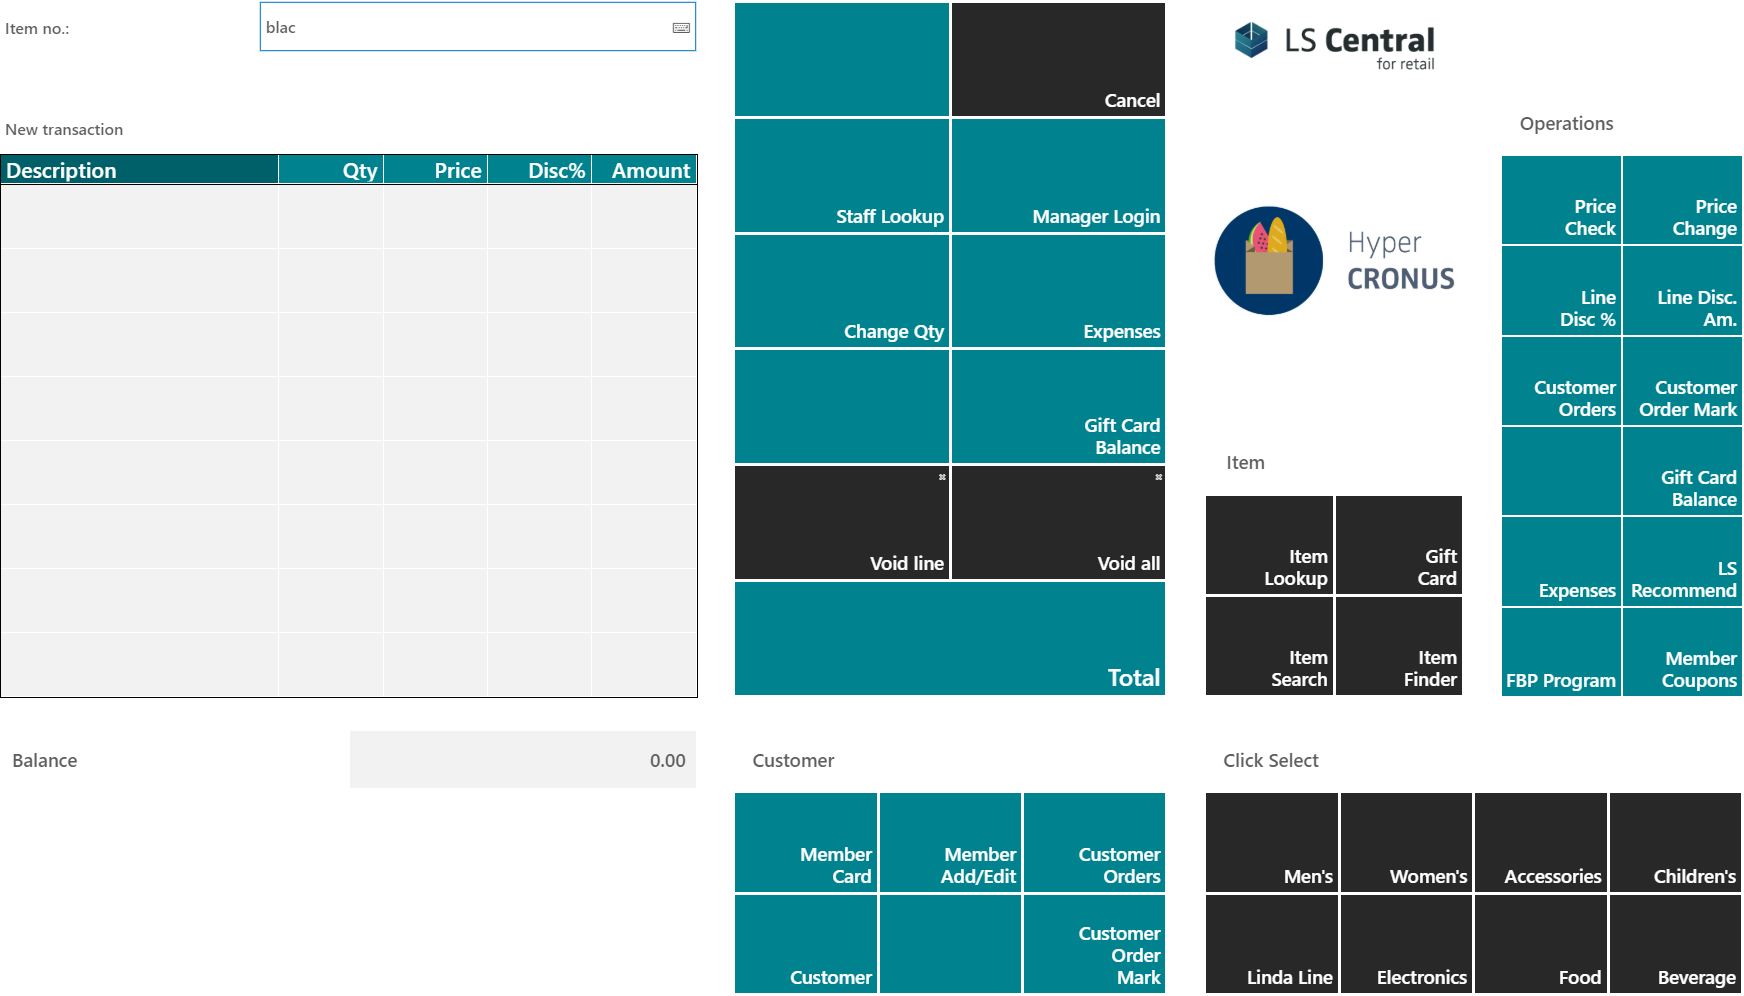 Item no.:
blac
New transaction
Description Qty Price Disc% Amount
Balance
0.00
Cancel
Staff Lookup
Manager Login
Change Qty
Expenses
Gift Card
Balance
Void line
Void all
Total
LS Central
for retail
Hyper
CRONUS
Item
Item
Lookup
Gift
Card
Item
Search
Item
Finder
Operations
Price
Check
Price
Change
Line
Disc %
Line Disc.
Am.
Customer
Orders
Customer
Order Mark
Gift Card
Balance
Expenses
LS
Recommend
FBP Program
Member
Coupons
Customer
Member
Card
Member
Add/Edit
Customer
Orders
Customer
Customer
Order
Mark
Click Select
Men's
Women's
Accessories
Children's
Linda Line
Electronics
Food
Beverage